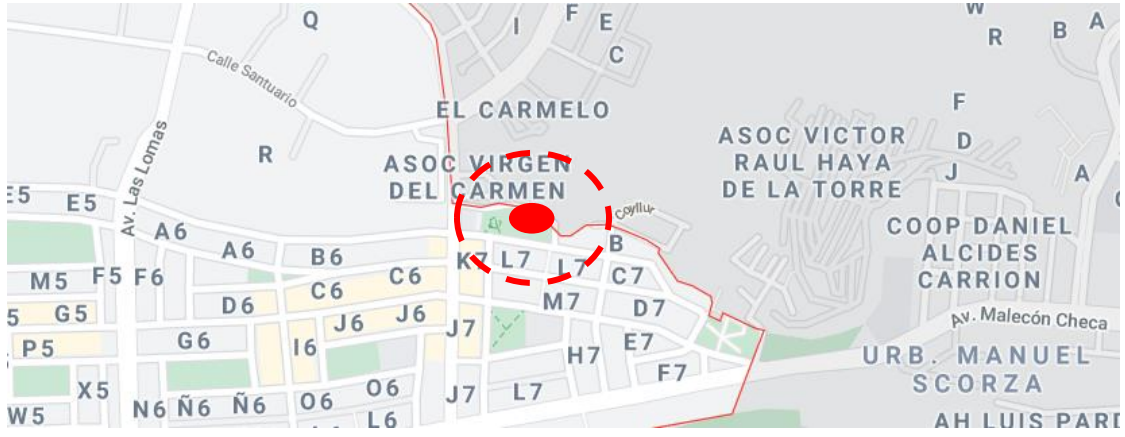 Q
I
F
E
C
W
R
B
A
Calle Santuario
EL CARMELO
R
ASOC VIRGEN
DEL CARMEN
ASOC VICTOR
RAUL HAYA
DE LA TORRE
F
D
J
A
Av. Las Lomas
E5
E5
A6
A6
B6
Coyllur
B
COOP DANIEL
ALCIDES
CARRION
M5
F5
F6
C6
C6
K7
L7
L7
C7
G5
D6
J6
J6
J7
M7
D7
Av. Malecón Checa
P5
G6
I6
H7
E7
F7
URB. MANUEL
SCORZA
X5
W5
N6
Ñ6
Ñ6
O6
O6
L6
J7
L7
AH LUIS PARD